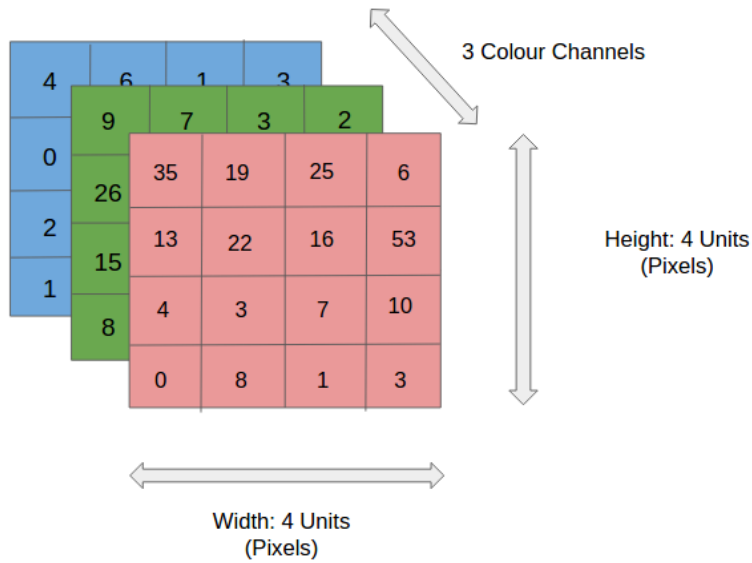 3 Colour Channels
4 6 1 3
0
2
1
9 7 3 2
26
15
8
35 19 25 6
13 22 16 53
4 3 7 10
0 8 1 3
Height: 4 Units
(Pixels)
Width: 4 Units
(Pixels)